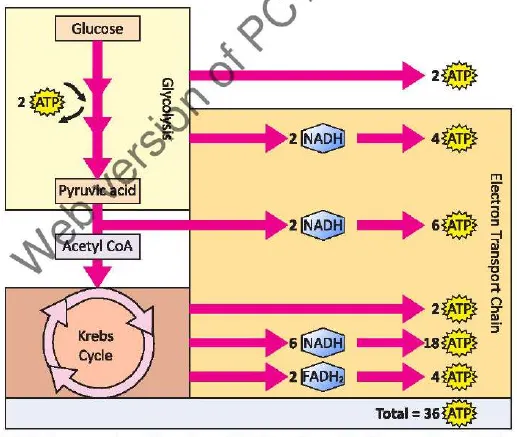 Glucose
2 ATP
Glycolysis
2 ATP
2 NADH
4 ATP
Pyruvic acid
2 NADH
6 ATP
Acetyl CoA
Electron Transport Chain
2 ATP
Krebs
Cycle
6 NADH
18 ATP
2 FADH₂
4 ATP
Total = 36 ATP
Web version of PC